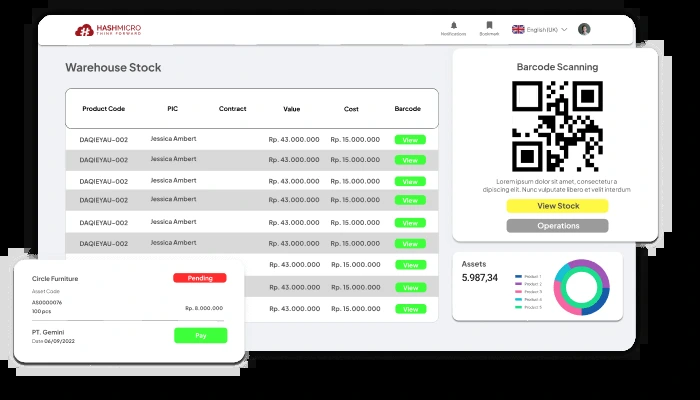 HASHMICRO
THINK FORWARD
Notifications
Bookmark
English (UK)
Warehouse Stock
Product Code PIC Contract Value Cost Barcode
DAQIEYAU-002 Jessica Ambert Rp. 43.000.000 Rp. 15.000.000 View
DAQIEYAU-002 Jessica Ambert Rp. 43.000.000 Rp. 15.000.000 View
DAQIEYAU-002 Jessica Ambert Rp. 43.000.000 Rp. 15.000.000 View
DAQIEYAU-002 Jessica Ambert Rp. 43.000.000 Rp. 15.000.000 View
DAQIEYAU-002 Jessica Ambert Rp. 43.000.000 Rp. 15.000.000 View
DAQIEYAU-002 Jessica Ambert Rp. 43.000.000 Rp. 15.000.000 View
Rp. 43.000.000 Rp. 15.000.000 View
Rp. 43.000.000 Rp. 15.000.000 View
Rp. 43.000.000 Rp. 15.000.000 View
Circle Furniture Pending
Asset Code
AS0000076
100 pcs Rp. 8.000.000
PT. Gemini
Date 06/09/2022
Pay
Barcode Scanning
Lorem ipsum dolor sit amet, consectetur a
dipiscing elit. Nunc vulputate libero et velit interdum
View Stock
Operations
Assets
5.987,34
Product 1
Product 2
Product 3
Product 4
Product 5